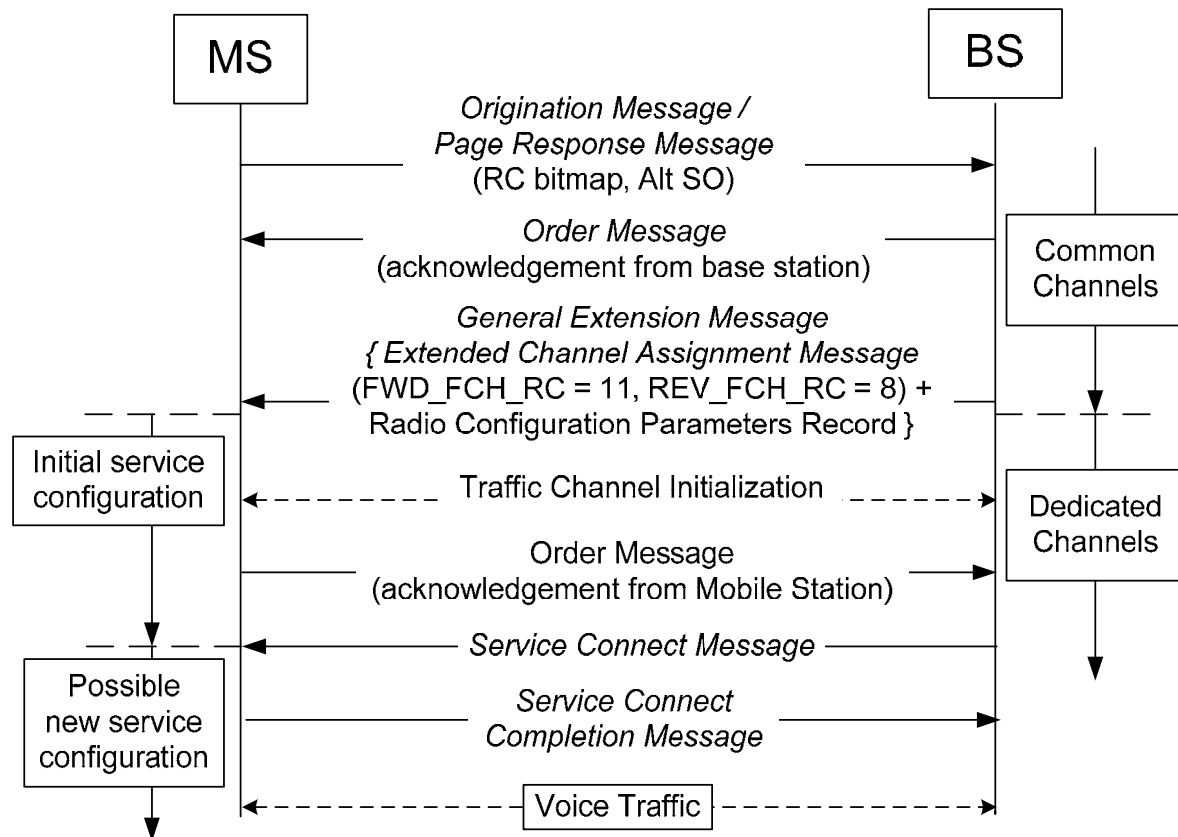 MS
BS
Origination Message /
Page Response Message
(RC bitmap, Alt SO)
Order Message
(acknowledgement from base station)
Common
Channels
General Extension Message
{ Extended Channel Assignment Message
(FWD_FCH_RC = 11, REV_FCH_RC = 8) +
Radio Configuration Parameters Record }
Initial service
configuration
Traffic Channel Initialization
Dedicated
Channels
Order Message
(acknowledgement from Mobile Station)
Service Connect Message
Possible
new service
configuration
Service Connect
Completion Message
Voice Traffic